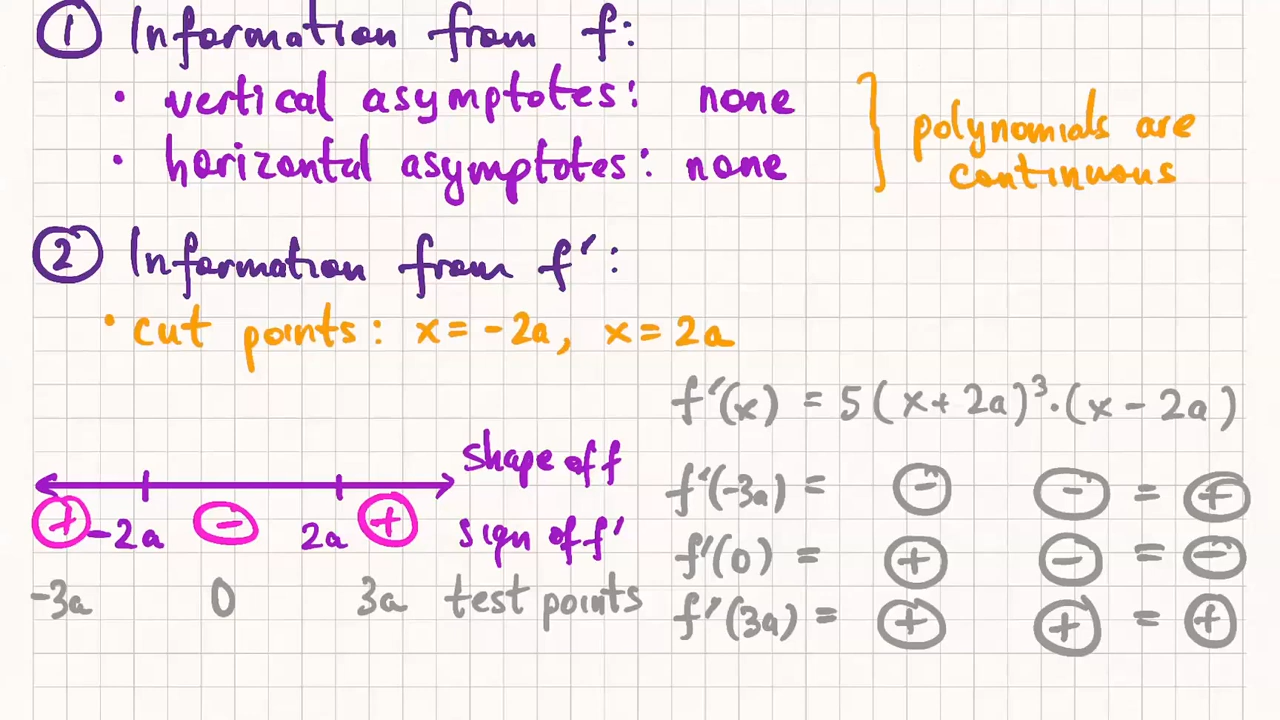 ① Information from f:
• vertical asymptotes: none
• horizontal asymptotes: none
} polynomials are
continuous
② Information from f′:
• cut points: x = -2a, x = 2a
shape of f
+ -2a - 2a + sign of f′
-3a 0 3a test points
f′(x) = 5(x+2a)³·(x-2a)
f′(-3a) = - - = +
f′(0) = + - = -
f′(3a) = + + = +